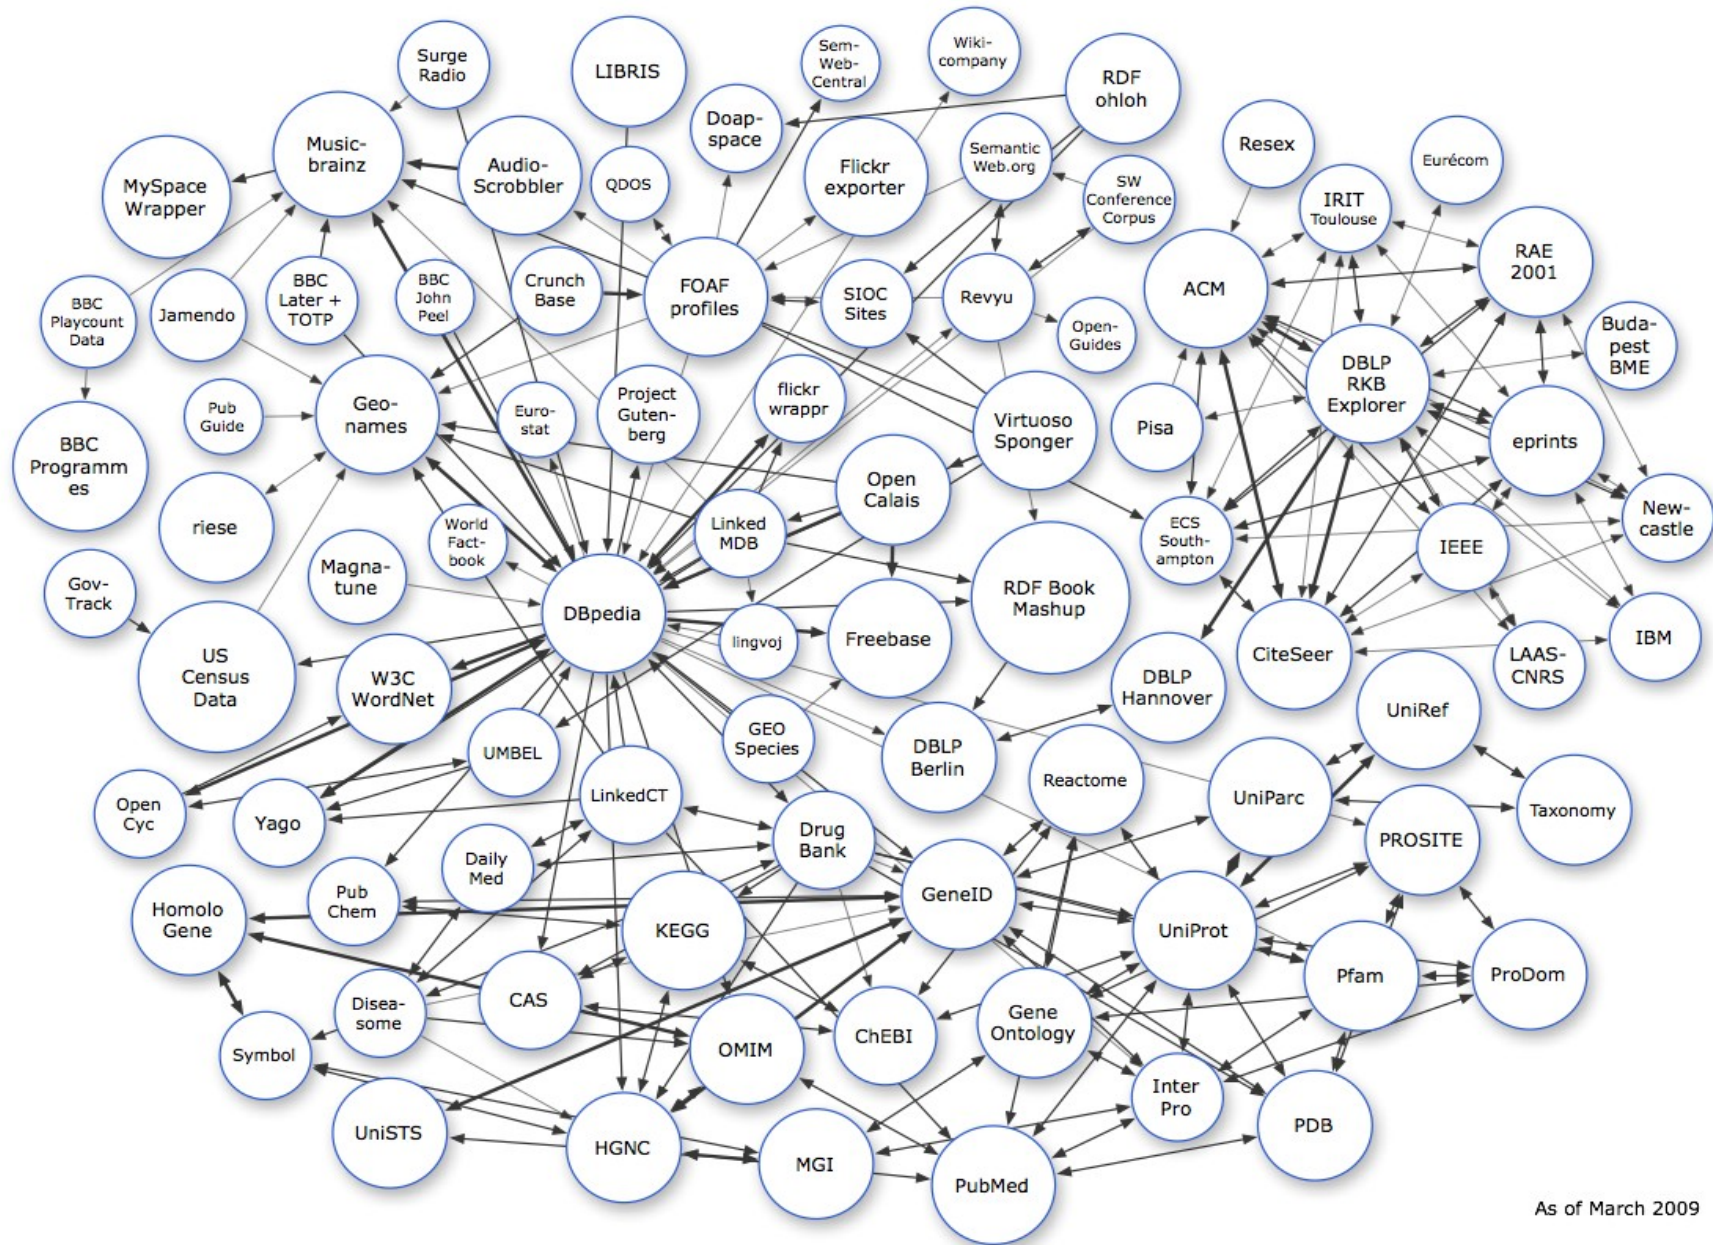 Surge
Radio
LIBRIS
Sem-
Web-
Central
Wiki-
company
RDF
ohloh
Doap-
space
Music-
brainz
Audio-
Scrobbler
MySpace
Wrapper
QDOS
Flickr
exporter
Semantic
Web.org
SW
Conference
Corpus
Resex
Eurécom
IRIT
Toulouse
RAE
2001
BBC
Playcount
Data
Jamendo
BBC
Later +
TOTP
BBC
John
Peel
Crunch
Base
FOAF
profiles
SIOC
Sites
Revyu
Open-
Guides
ACM
DBLP
RKB
Explorer
Buda-
pest
BME
Pub
Guide
Geo-
names
Euro-
stat
Project
Guten-
berg
flickr
wrappr
Virtuoso
Sponger
Pisa
eprints
BBC
Programm
es
riese
World
Fact-
book
Linked
MDB
Open
Calais
ECS
South-
ampton
IEEE
New-
castle
Gov-
Track
Magna-
tune
DBpedia
lingvoj
Freebase
RDF Book
Mashup
CiteSeer
LAAS-
CNRS
IBM
US
Census
Data
W3C
WordNet
DBLP
Hannover
UniRef
UMBEL
GEO
Species
DBLP
Berlin
Reactome
UniParc
Taxonomy
Open
Cyc
Yago
LinkedCT
Drug
Bank
PROSITE
Daily
Med
Pub
Chem
Homolo
Gene
KEGG
GeneID
UniProt
Pfam
ProDom
Disea-
some
CAS
Symbol
OMIM
ChEBI
Gene
Ontology
Inter
Pro
PDB
UniSTS
HGNC
MGI
PubMed
As of March 2009